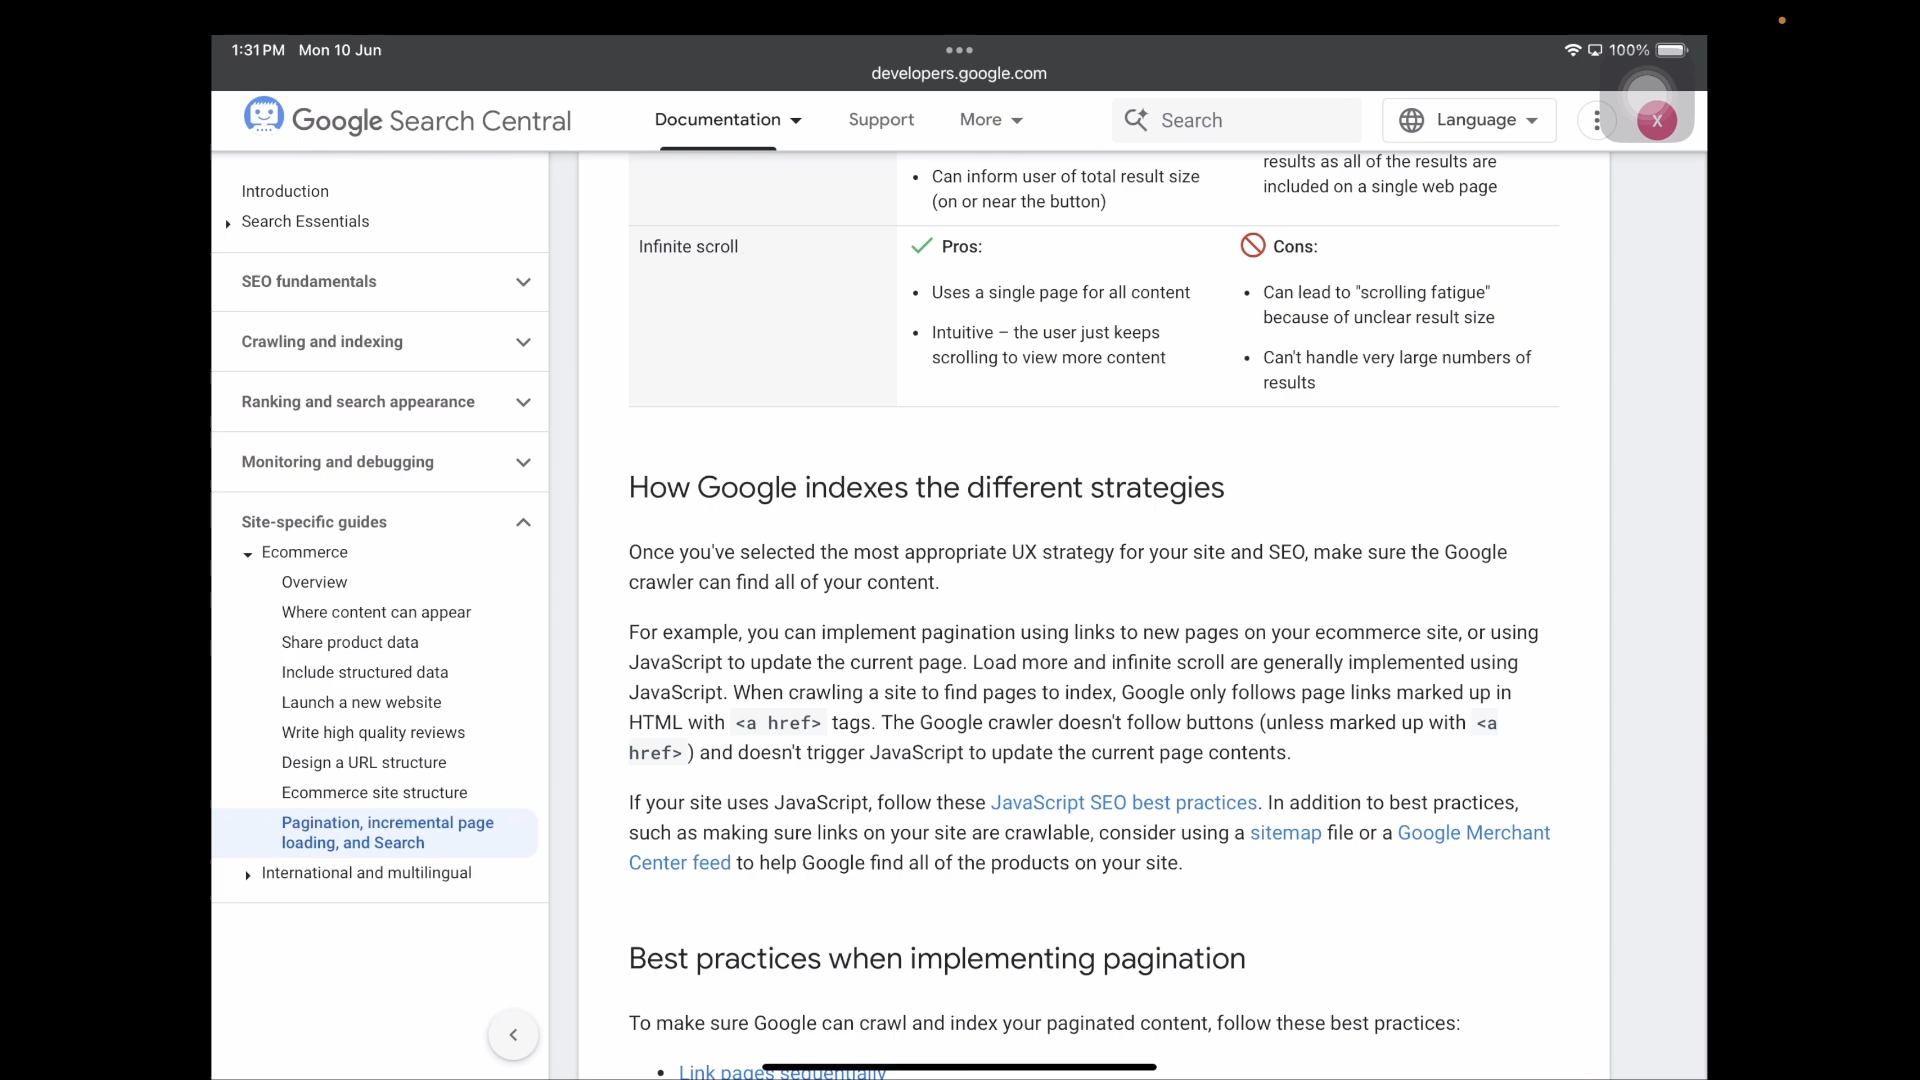 1:31 PM Mon 10 Jun
100%
developers.google.com
Google Search Central
Documentation
Support
More
Search
Language
X
Introduction
Search Essentials
SEO fundamentals
Crawling and indexing
Ranking and search appearance
Monitoring and debugging
Site-specific guides
Ecommerce
Overview
Where content can appear
Share product data
Include structured data
Launch a new website
Write high quality reviews
Design a URL structure
Ecommerce site structure
Pagination, incremental page
loading, and Search
International and multilingual
• Can inform user of total result size
(on or near the button)
results as all of the results are
included on a single web page
Infinite scroll
Pros:
• Uses a single page for all content
• Intuitive – the user just keeps
scrolling to view more content
Cons:
• Can lead to "scrolling fatigue"
because of unclear result size
• Can't handle very large numbers of
results
How Google indexes the different strategies
Once you've selected the most appropriate UX strategy for your site and SEO, make sure the Google
crawler can find all of your content.
For example, you can implement pagination using links to new pages on your ecommerce site, or using
JavaScript to update the current page. Load more and infinite scroll are generally implemented using
JavaScript. When crawling a site to find pages to index, Google only follows page links marked up in
HTML with <a href> tags. The Google crawler doesn't follow buttons (unless marked up with <a
href> ) and doesn't trigger JavaScript to update the current page contents.
If your site uses JavaScript, follow these JavaScript SEO best practices. In addition to best practices,
such as making sure links on your site are crawlable, consider using a sitemap file or a Google Merchant
Center feed to help Google find all of the products on your site.
Best practices when implementing pagination
To make sure Google can crawl and index your paginated content, follow these best practices:
• Link pages sequentially